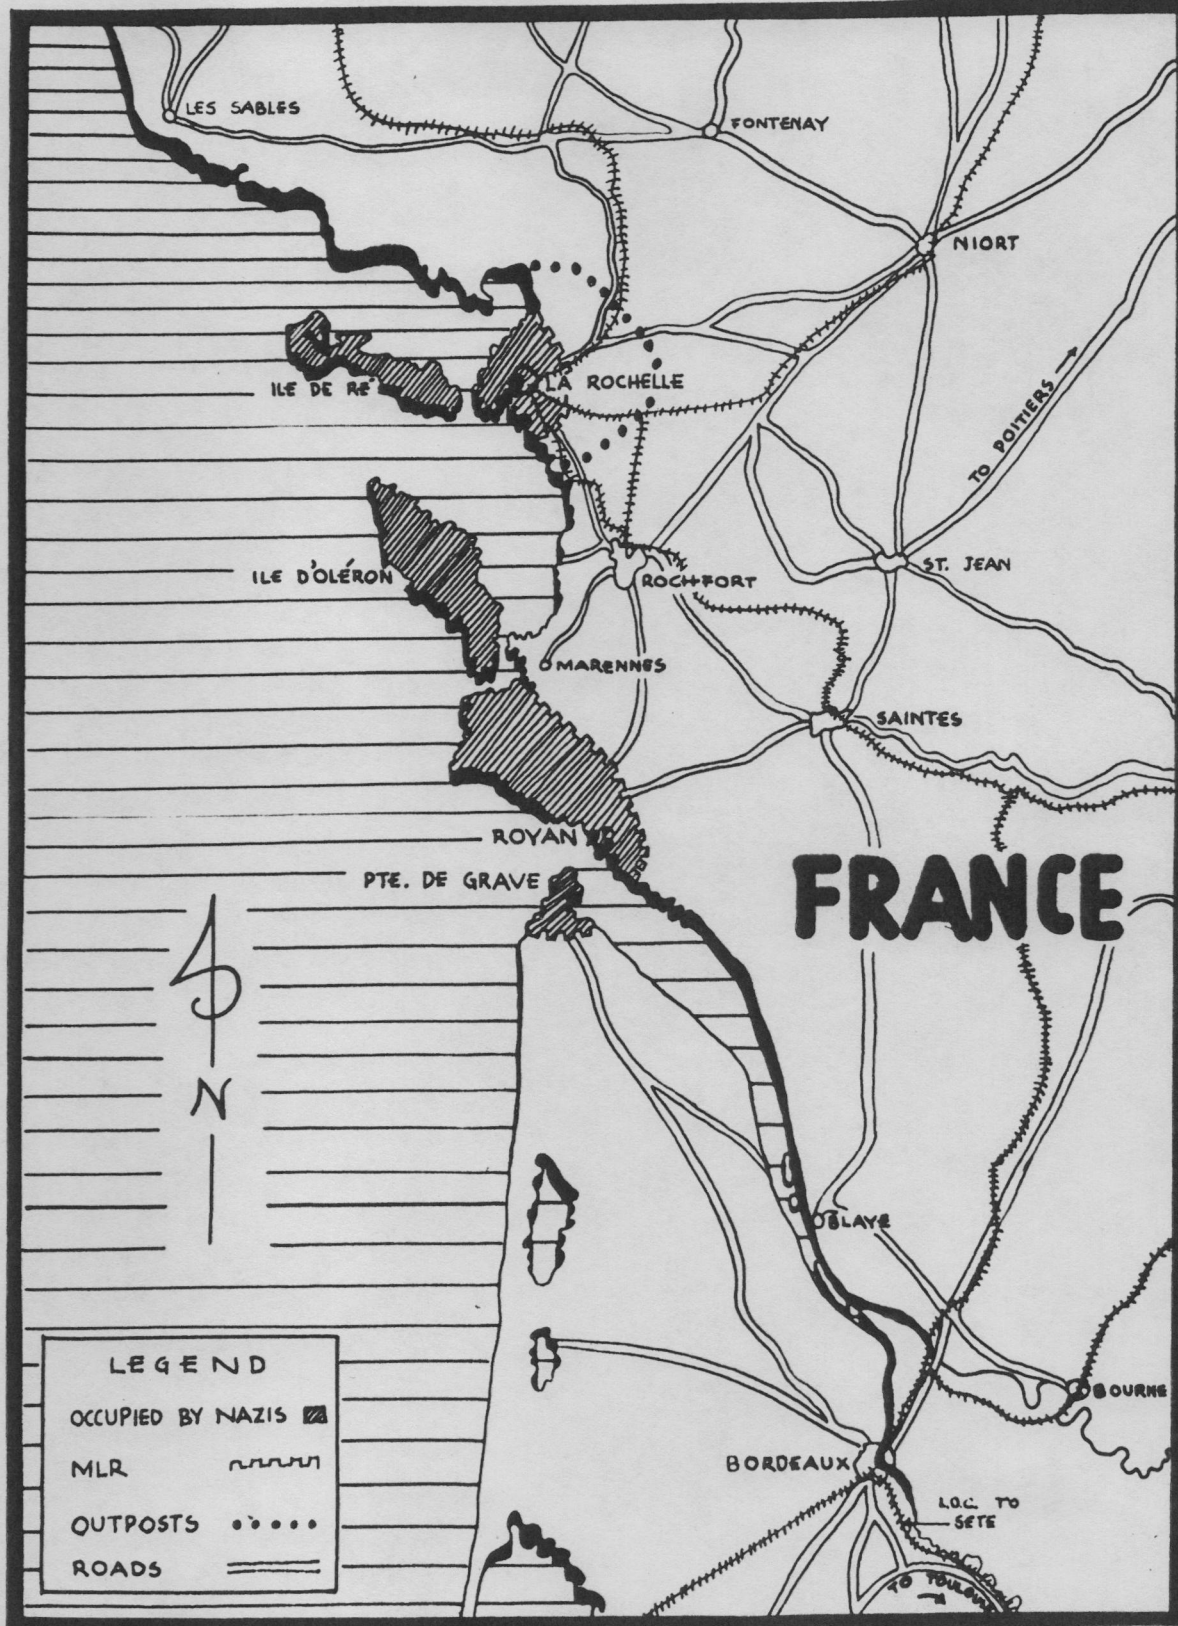 LES SABLES
FONTENAY
NIORT
ILE DE RÉ
LA ROCHELLE
TO POITIERS
ILE D'OLÉRON
ROCHFORT
ST. JEAN
MARENNES
SAINTES
ROYAN
PTE. DE GRAVE
FRANCE
N
BLAYE
LEGEND
OCCUPIED BY NAZIS
MLR
OUTPOSTS
ROADS
BOURNE
BORDEAUX
L.O.C. TO
SETE
TO TOULOUSE